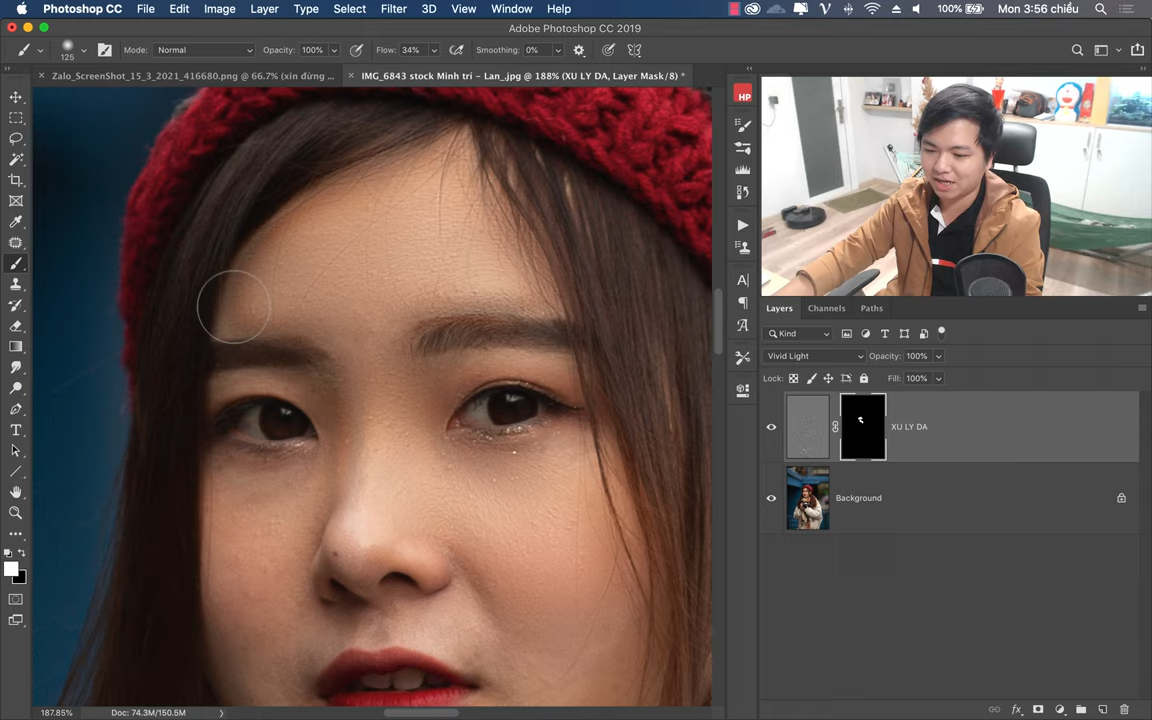 Photoshop CC File Edit Image Layer Type Select Filter 3D View Window Help
100% Mon 3:56 chiều
Adobe Photoshop CC 2019
125 Mode: Normal Opacity: 100% Flow: 34% Smoothing: 0%
Zalo_ScreenShot_15_3_2021_416680.png @ 66.7% (xin đừng ...
IMG_6843 stock Minh trí - Lan_.jpg @ 188% (XU LY DA, Layer Mask/8) *
HP
Layers Channels Paths
Kind
Vivid Light Opacity: 100%
Lock: Fill: 100%
XU LY DA
Background
187.85% Doc: 74.3M/150.5M